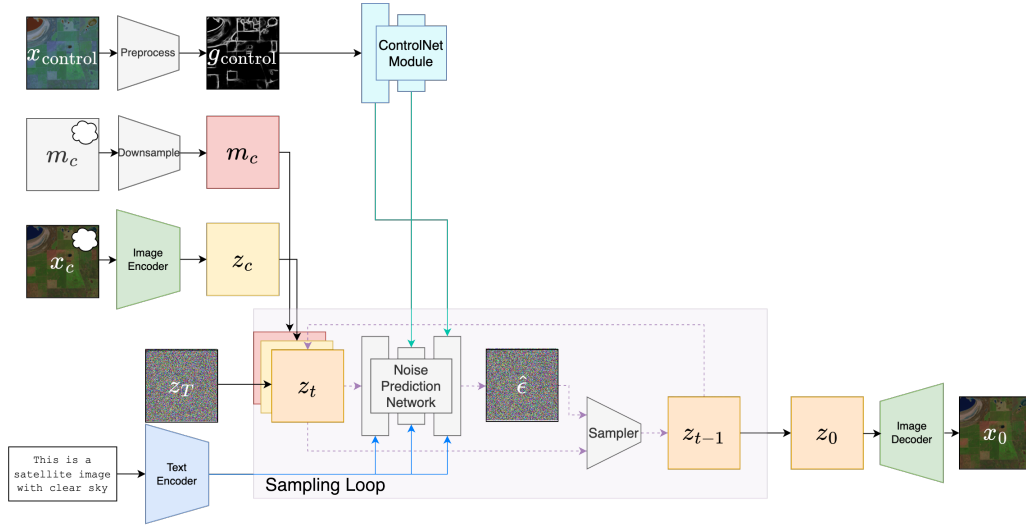 x_control
Preprocess
g_control
ControlNet
Module
m_c
Downsample
m_c
x_c
Image
Encoder
z_c
z_T
z_t
Noise
Prediction
Network
ε̂
Sampler
z_{t−1}
z_0
Image
Decoder
x_0
This is a
satellite image
with clear sky
Text
Encoder
Sampling Loop